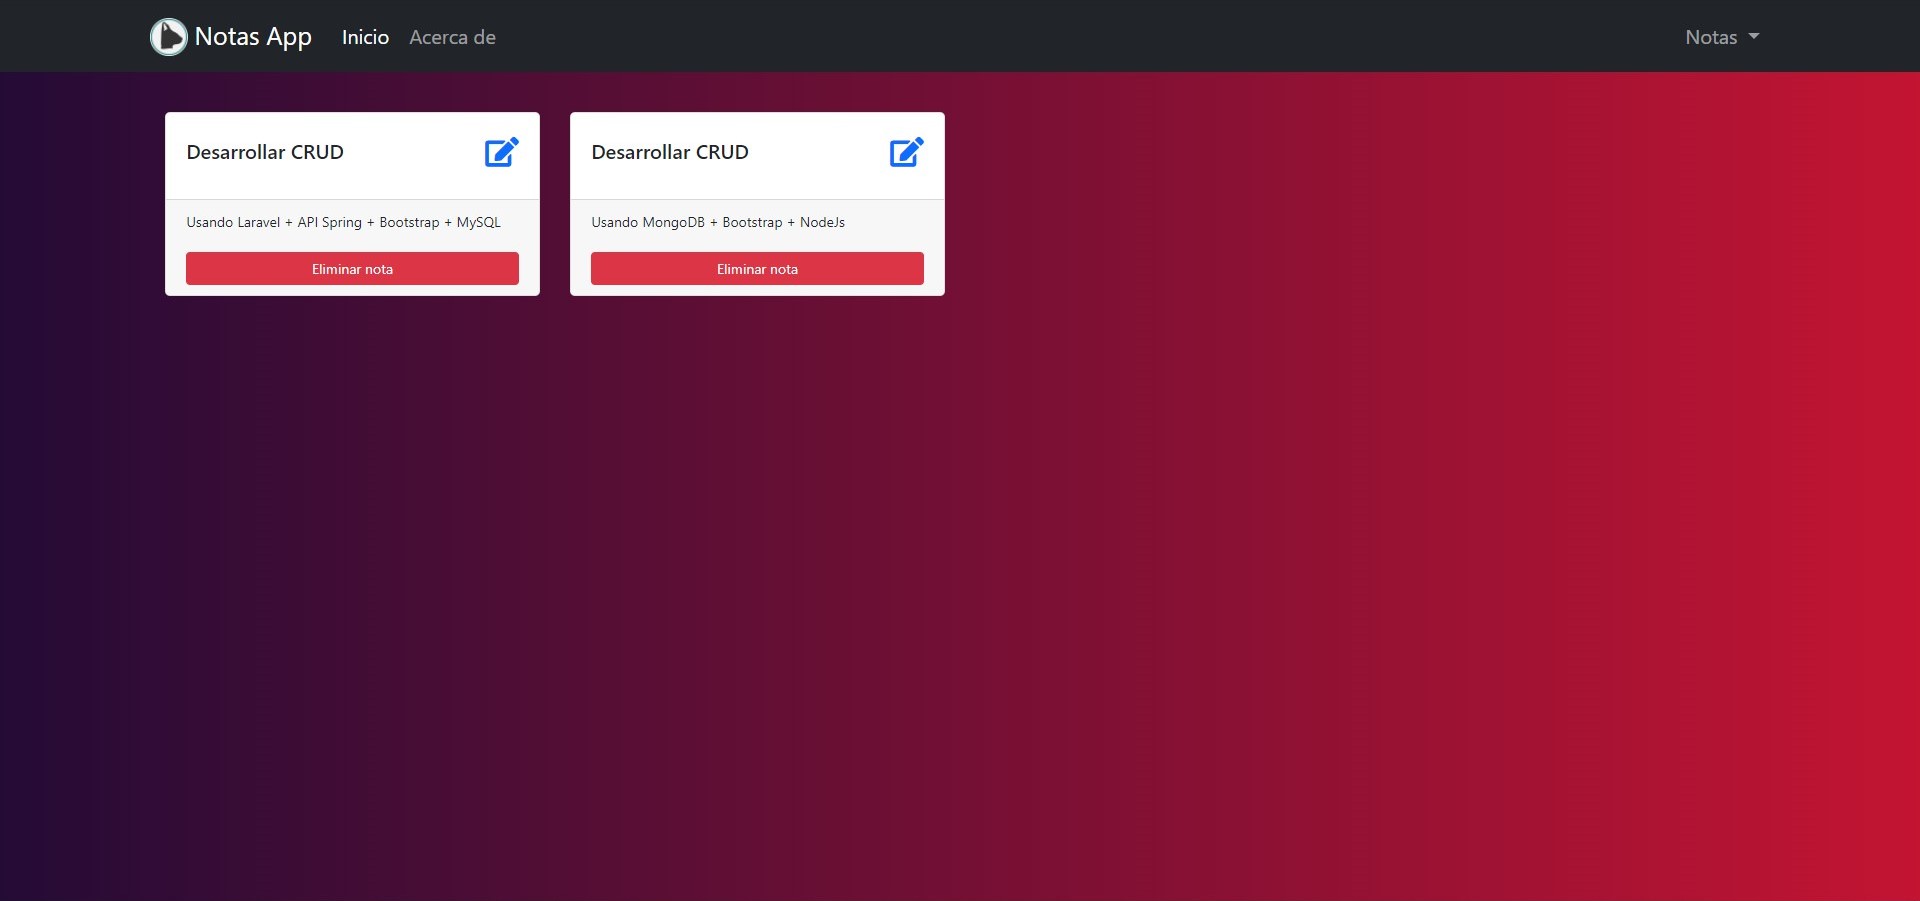 Notas App Inicio Acerca de Notas
Desarrollar CRUD
Usando Laravel + API Spring + Bootstrap + MySQL
Eliminar nota
Desarrollar CRUD
Usando MongoDB + Bootstrap + NodeJs
Eliminar nota